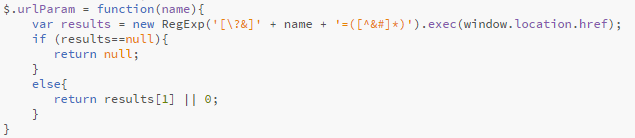 $.urlParam = function(name){
    var results = new RegExp('[\?&]' + name + '=([^&#]*)').exec(window.location.href);
    if (results==null){
       return null;
    }
    else{
       return results[1] || 0;
    }
}